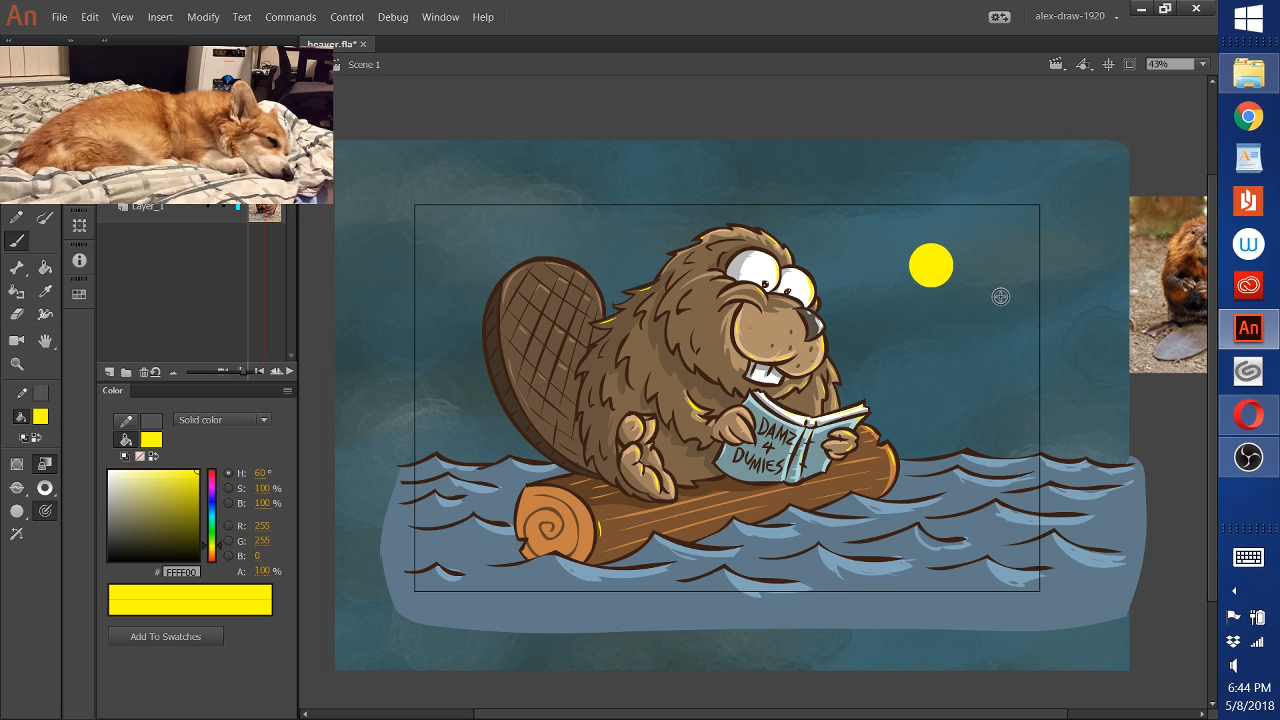 An File Edit View Insert Modify Text Commands Control Debug Window Help
alex-draw-1920
beaver.fla*
Scene 1
43%
Layer_1
Color
Solid color
H: 60 °
S: 100 %
B: 100 %
R: 255
G: 255
B: 0
# FFFF00
A: 100 %
Add To Swatches
DAMZ
4
DUMIES
A
W
An
6:44 PM
5/8/2018